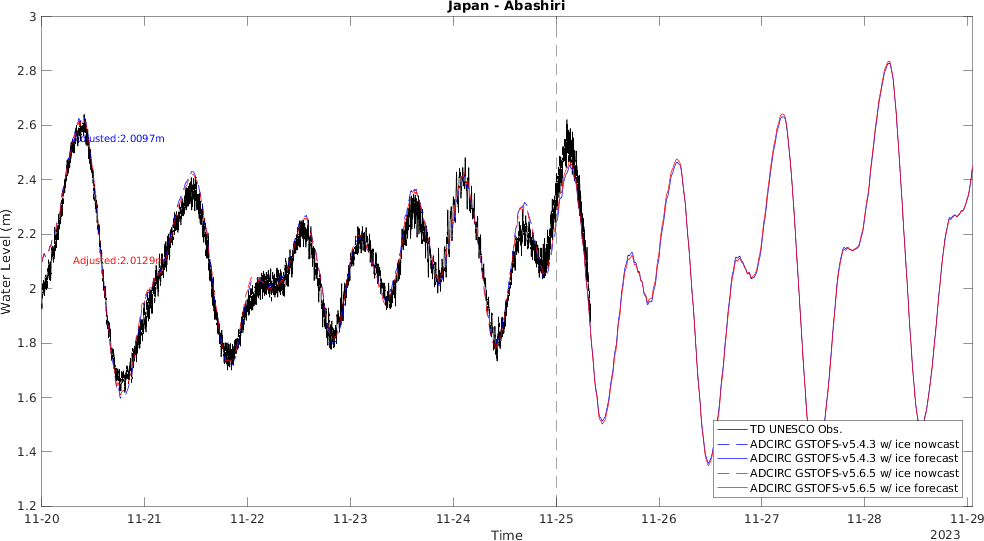 Japan - Abashiri
3
2.8
2.6
2.4
2.2
2
1.8
1.6
1.4
1.2
Water Level (m)
Adjusted:2.0097m
Adjusted:2.0129m
TD UNESCO Obs.
ADCIRC GSTOFS-v5.4.3 w/ ice nowcast
ADCIRC GSTOFS-v5.4.3 w/ ice forecast
ADCIRC GSTOFS-v5.6.5 w/ ice nowcast
ADCIRC GSTOFS-v5.6.5 w/ ice forecast
11-20 11-21 11-22 11-23 11-24 11-25 11-26 11-27 11-28 11-29
Time
2023